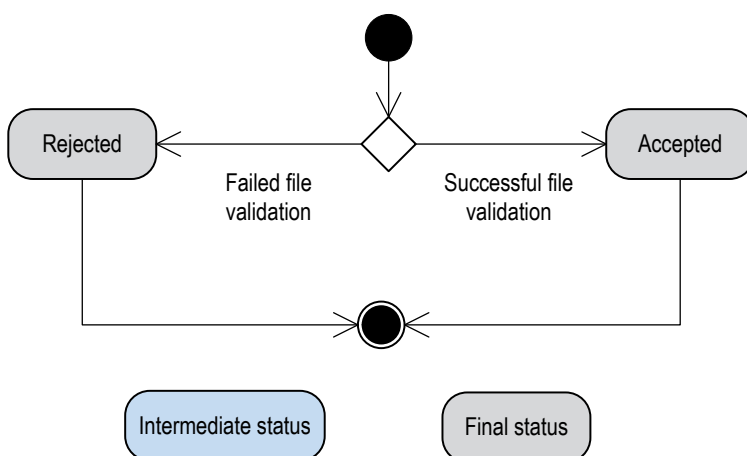 Rejected
Accepted
Failed file
validation
Successful file
validation
Intermediate status
Final status